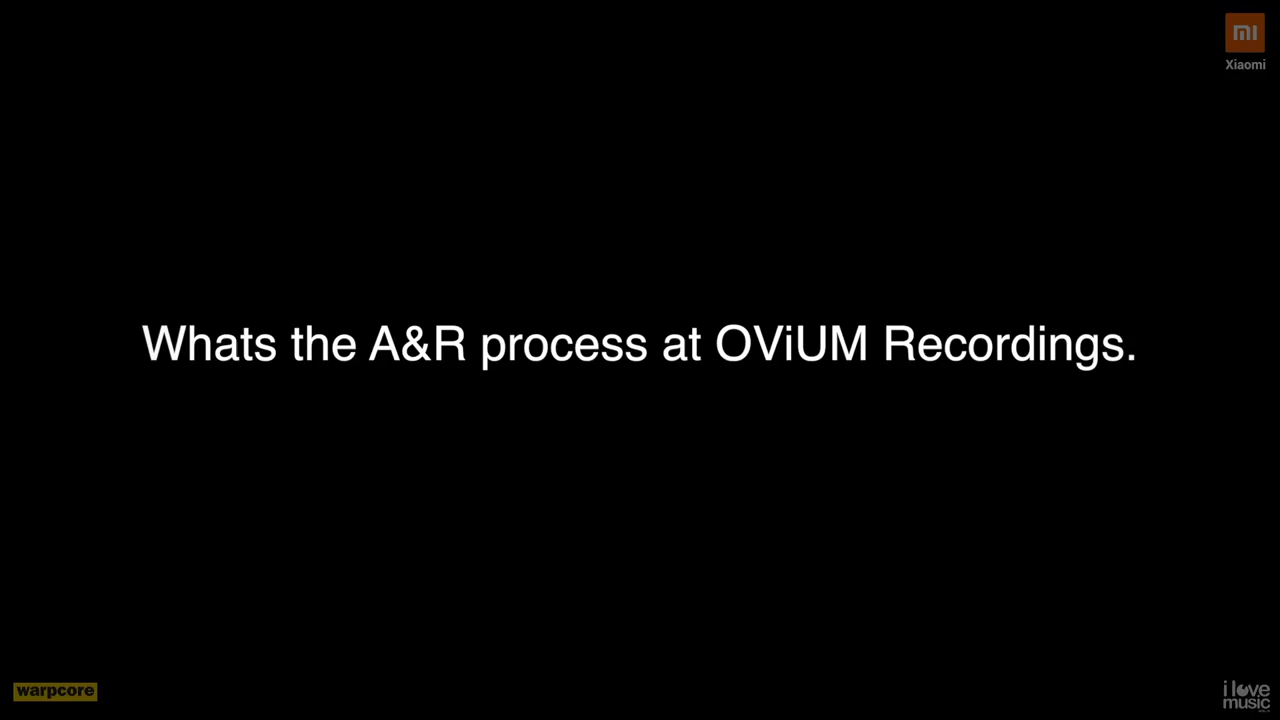 mi
Xiaomi
Whats the A&R process at OViUM Recordings.
warpcore
i love
music